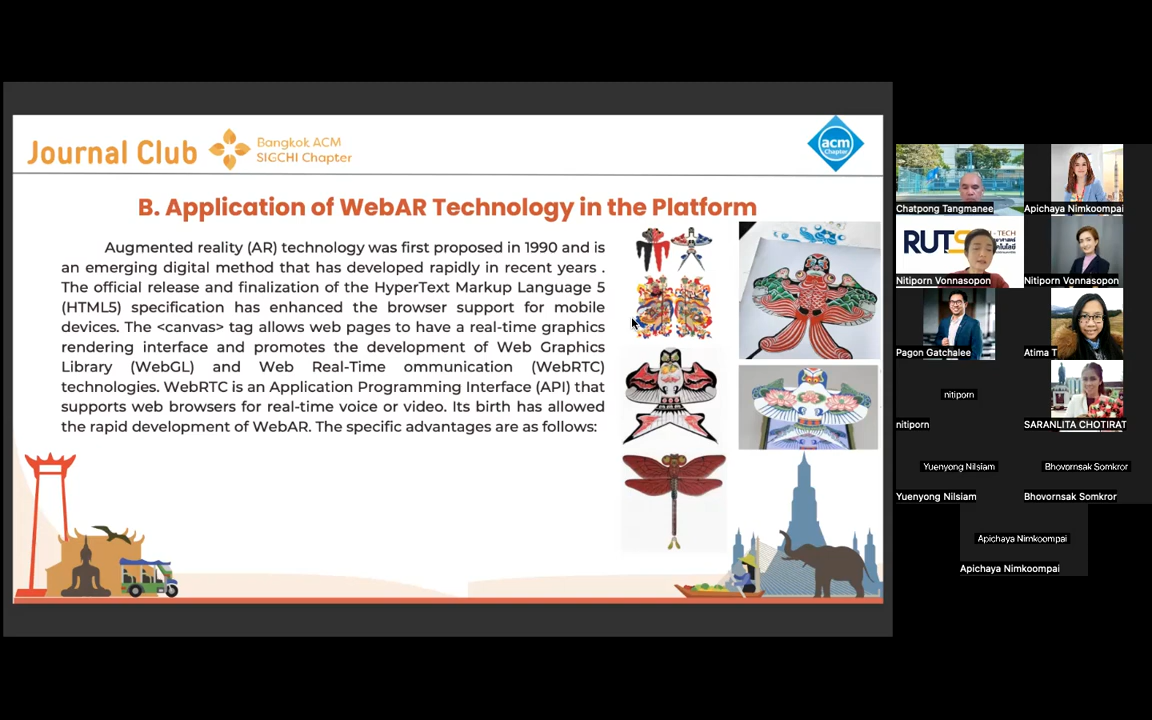 Journal Club
Bangkok ACM
SIGCHI Chapter
acm
Chapter
B. Application of WebAR Technology in the Platform
Augmented reality (AR) technology was first proposed in 1990 and is
an emerging digital method that has developed rapidly in recent years .
The official release and finalization of the HyperText Markup Language 5
(HTML5) specification has enhanced the browser support for mobile
devices. The <canvas> tag allows web pages to have a real-time graphics
rendering interface and promotes the development of Web Graphics
Library (WebGL) and Web Real-Time ommunication (WebRTC)
technologies. WebRTC is an Application Programming Interface (API) that
supports web browsers for real-time voice or video. Its birth has allowed
the rapid development of WebAR. The specific advantages are as follows:
Chatpong Tangmanee
Apichaya Nimkoompai
RUTS
Nitiporn Vonnasopon
Nitiporn Vonnasopon
Pagon Gatchalee
Atima T
nitiporn
nitiporn
SARANLITA CHOTIRAT
Yuenyong Nilsiam
Yuenyong Nilsiam
Bhovornsak Somkror
Bhovornsak Somkror
Apichaya Nimkoompai
Apichaya Nimkoompai